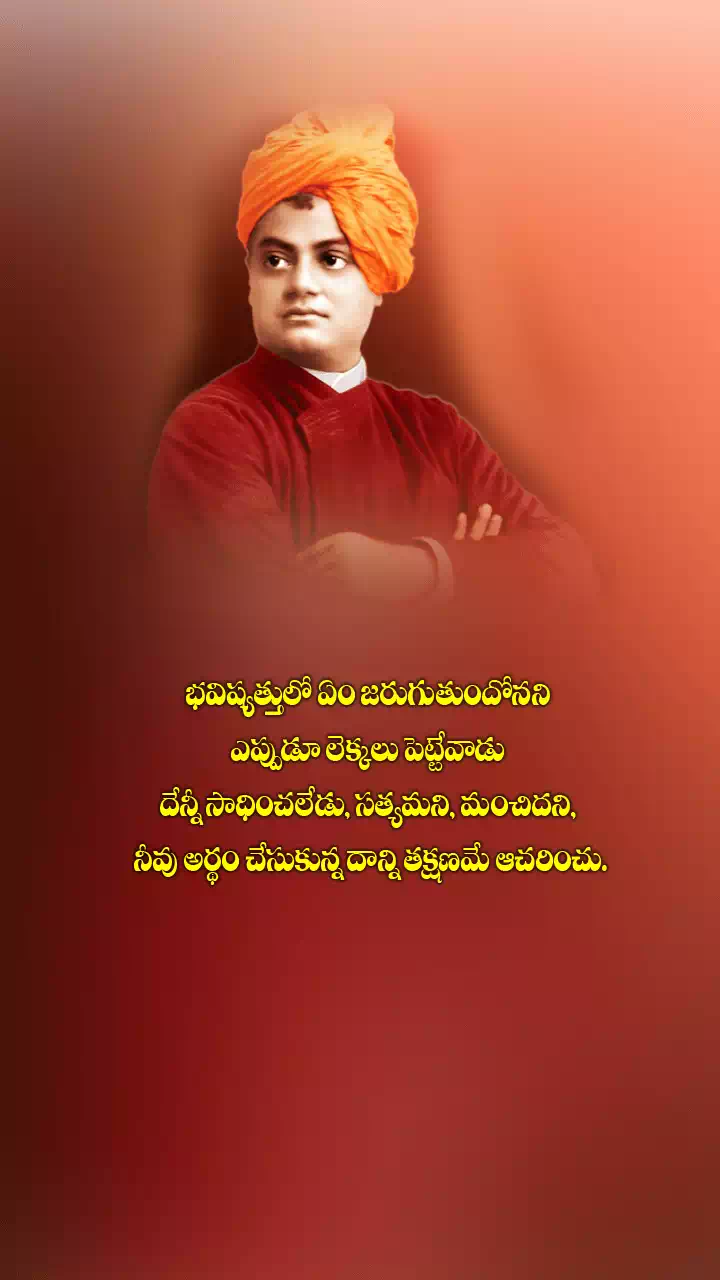 భవిష్యత్తులో ఏం జరుగుతుందోనని
ఎప్పుడూ లెక్కలు పెట్టేవాడు
దేన్నీ సాధించలేడు, సత్యమని, మంచిదని,
నీవు అర్థం చేసుకున్న దాన్ని తక్షణమే ఆచరించు.